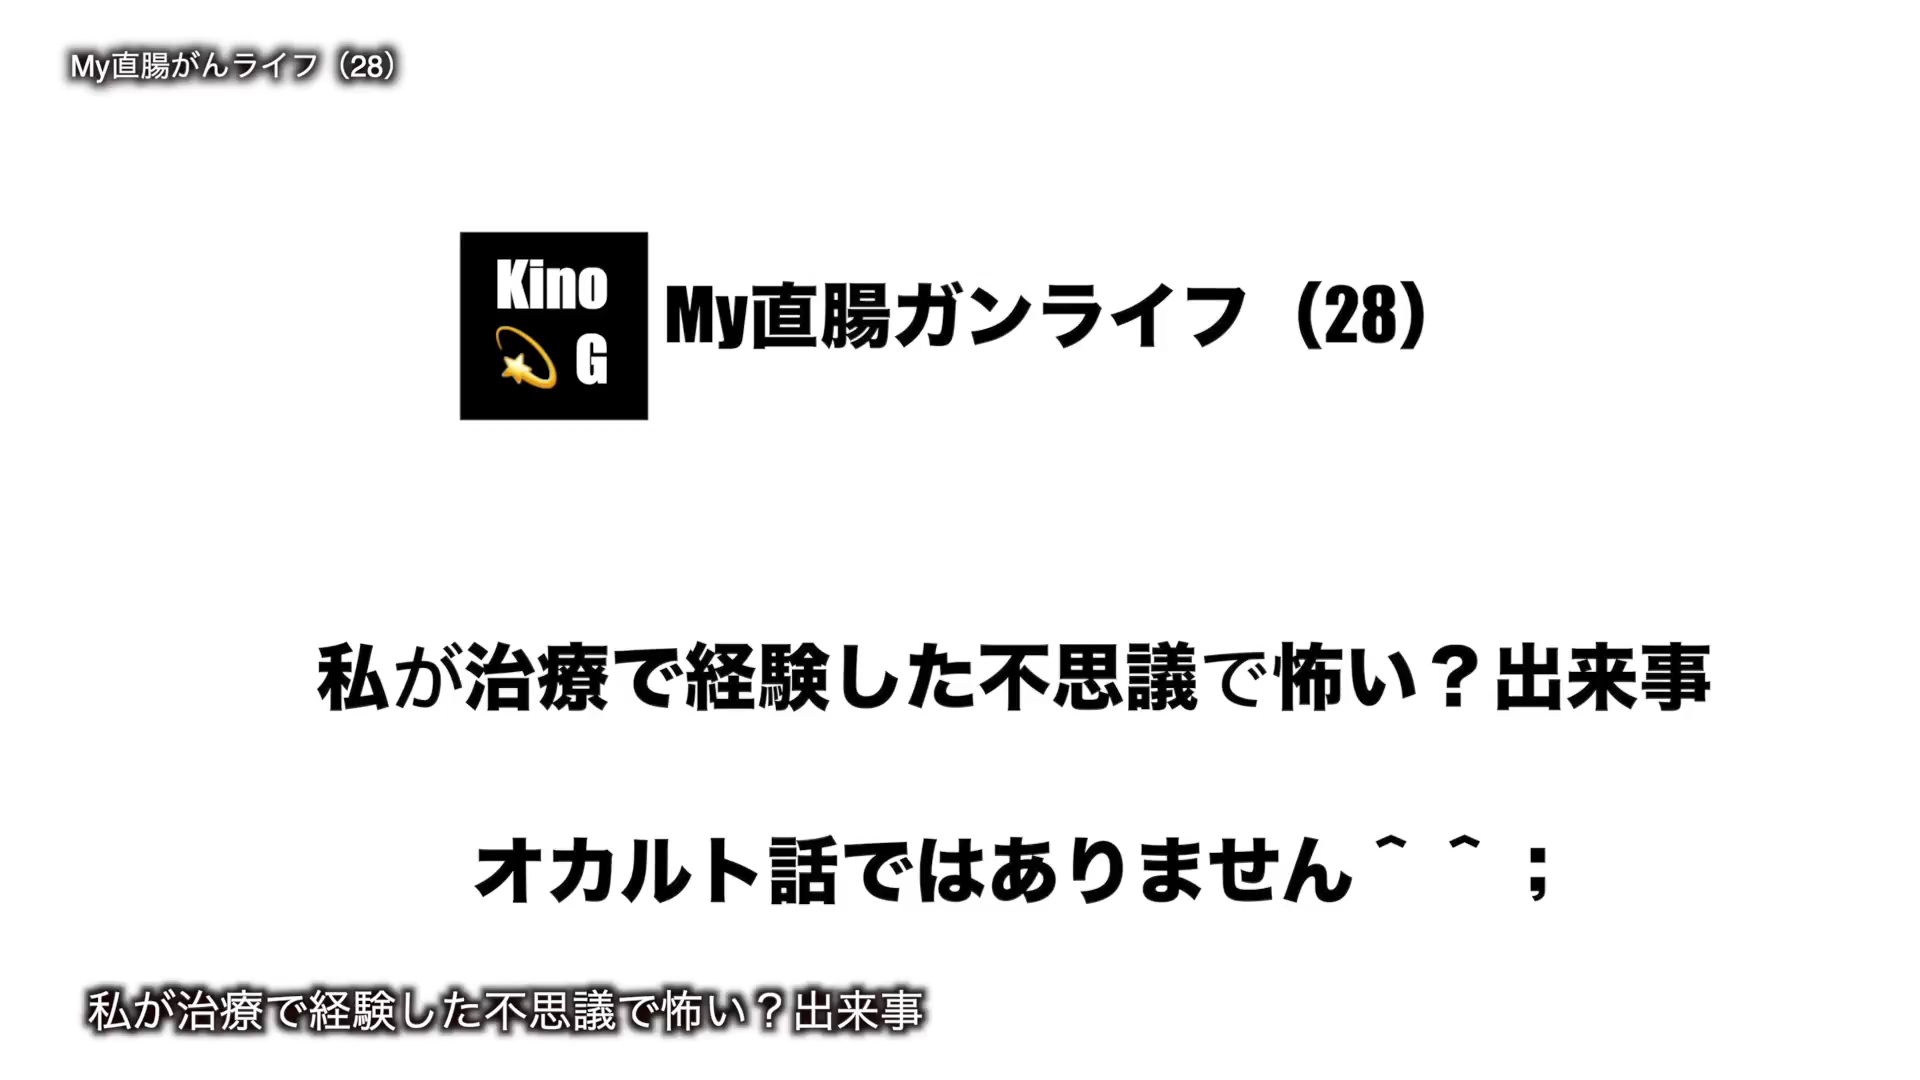 My直腸がんライフ（28）
Kino
💫 G
My直腸ガンライフ（28）
私が治療で経験した不思議で怖い？出来事
オカルト話ではありません＾＾；
私が治療で経験した不思議で怖い？出来事